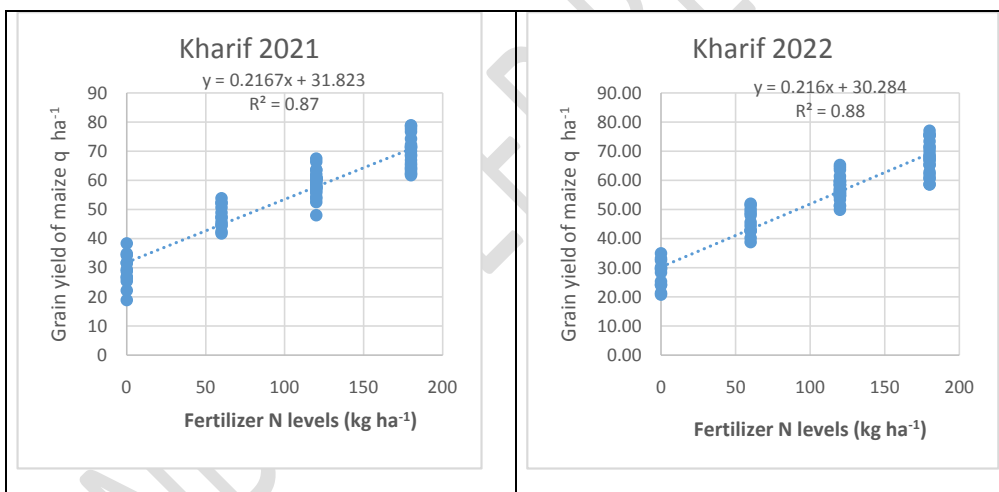 Kharif 2021
y = 0.2167x + 31.823
R² = 0.87
90
80
70
60
50
40
30
20
10
0
0 50 100 150 200
Grain yield of maize q ha⁻¹
Fertilizer N levels (kg ha⁻¹)
Kharif 2022
y = 0.216x + 30.284
R² = 0.88
90.00
80.00
70.00
60.00
50.00
40.00
30.00
20.00
10.00
0.00
0 50 100 150 200
Grain yield of maize q ha⁻¹
Fertilizer N levels (kg ha⁻¹)